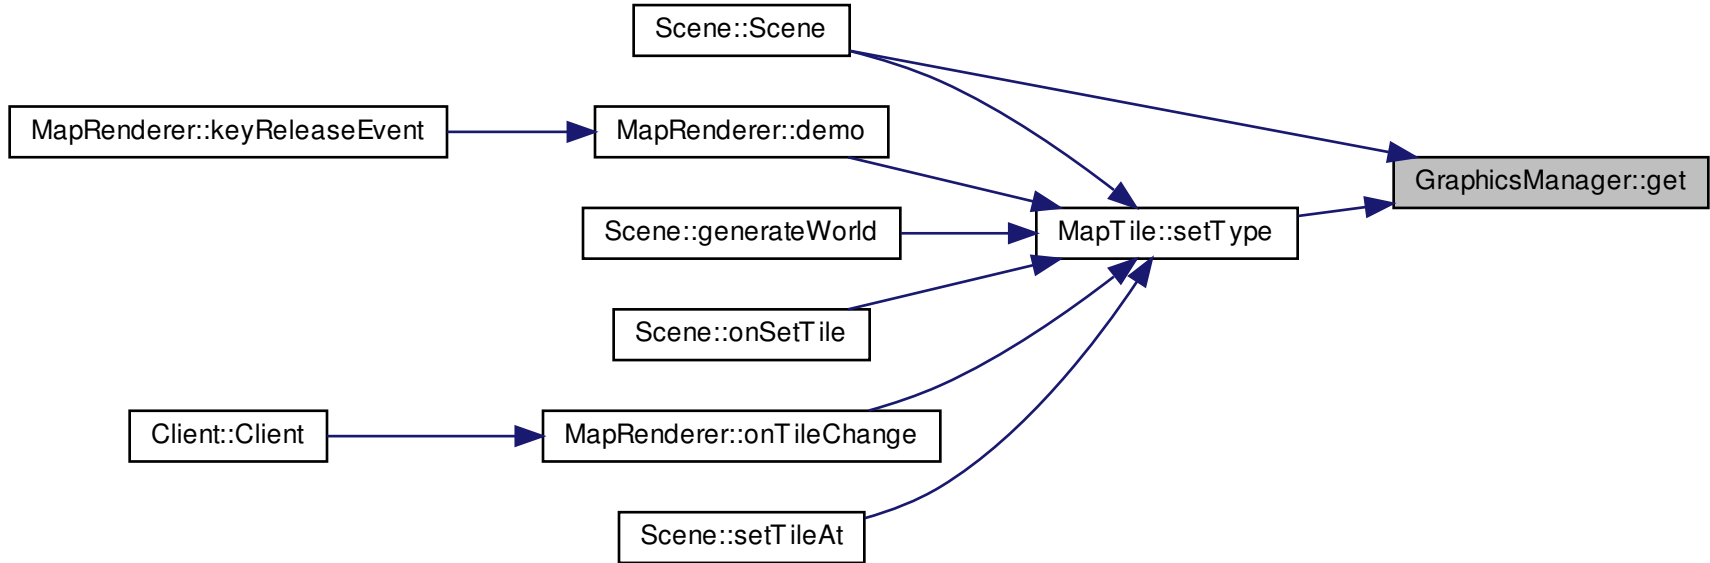 Scene::Scene
MapRenderer::keyReleaseEvent
MapRenderer::demo
GraphicsManager::get
Scene::generateWorld
MapTile::setType
Scene::onSetTile
Client::Client
MapRenderer::onTileChange
Scene::setTileAt